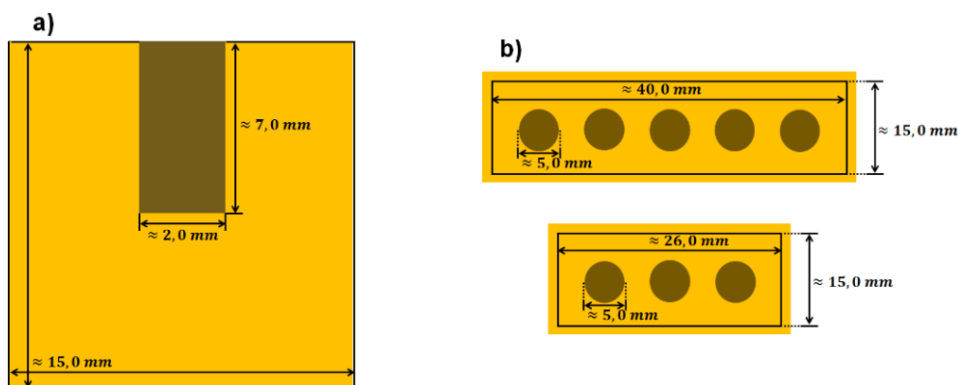 a)
≈ 7,0 mm
≈ 2,0 mm
≈ 15,0 mm
b)
≈ 40,0 mm
≈ 15,0 mm
≈ 5,0 mm
≈ 26,0 mm
≈ 15,0 mm
≈ 5,0 mm